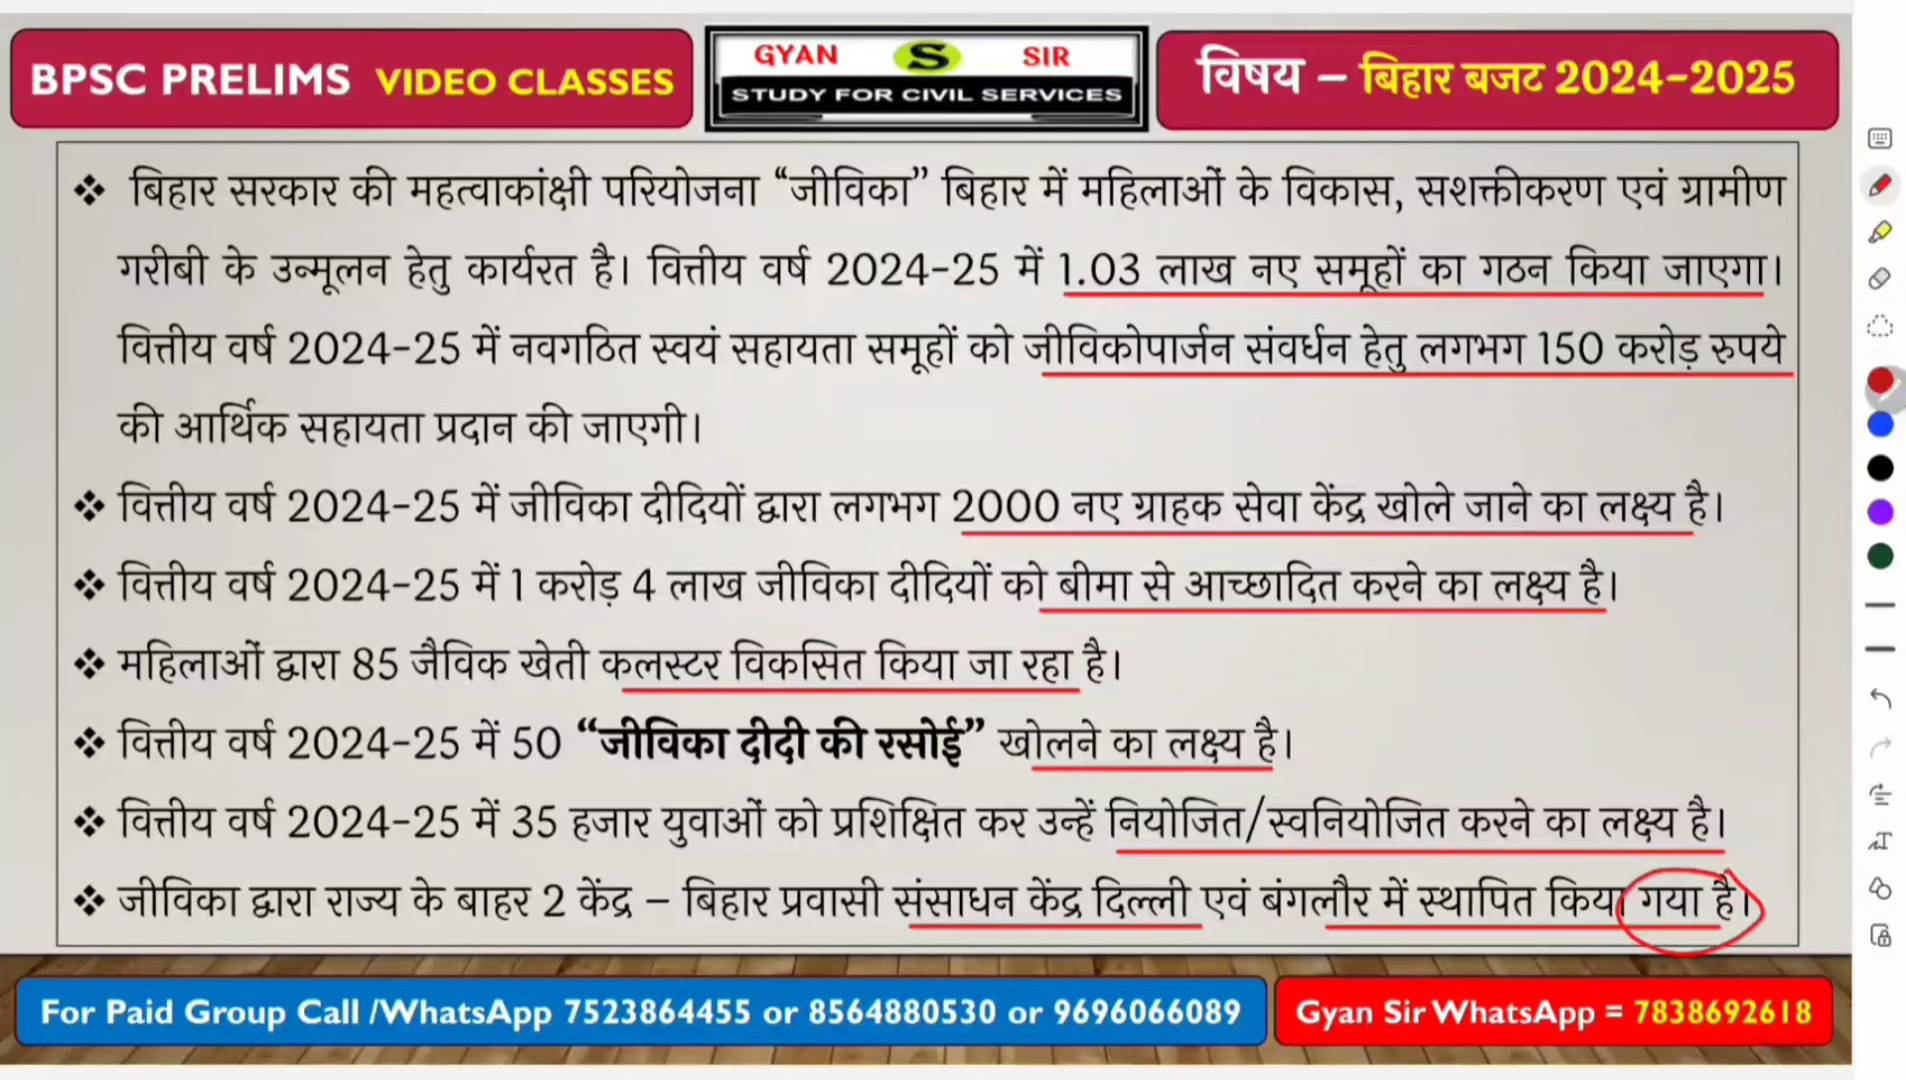 BPSC PRELIMS VIDEO CLASSES
GYAN S SIR
STUDY FOR CIVIL SERVICES
विषय – बिहार बजट 2024-2025
❖ बिहार सरकार की महत्वाकांक्षी परियोजना “जीविका” बिहार में महिलाओं के विकास, सशक्तीकरण एवं ग्रामीण
गरीबी के उन्मूलन हेतु कार्यरत है। वित्तीय वर्ष 2024-25 में 1.03 लाख नए समूहों का गठन किया जाएगा।
वित्तीय वर्ष 2024-25 में नवगठित स्वयं सहायता समूहों को जीविकोपार्जन संवर्धन हेतु लगभग 150 करोड़ रुपये
की आर्थिक सहायता प्रदान की जाएगी।
❖ वित्तीय वर्ष 2024-25 में जीविका दीदियों द्वारा लगभग 2000 नए ग्राहक सेवा केंद्र खोले जाने का लक्ष्य है।
❖ वित्तीय वर्ष 2024-25 में 1 करोड़ 4 लाख जीविका दीदियों को बीमा से आच्छादित करने का लक्ष्य है।
❖ महिलाओं द्वारा 85 जैविक खेती कलस्टर विकसित किया जा रहा है।
❖ वित्तीय वर्ष 2024-25 में 50 “जीविका दीदी की रसोई” खोलने का लक्ष्य है।
❖ वित्तीय वर्ष 2024-25 में 35 हजार युवाओं को प्रशिक्षित कर उन्हें नियोजित/स्वनियोजित करने का लक्ष्य है।
❖ जीविका द्वारा राज्य के बाहर 2 केंद्र – बिहार प्रवासी संसाधन केंद्र दिल्ली एवं बंगलौर में स्थापित किया गया है।
For Paid Group Call /WhatsApp 7523864455 or 8564880530 or 9696066089
Gyan Sir WhatsApp = 7838692618